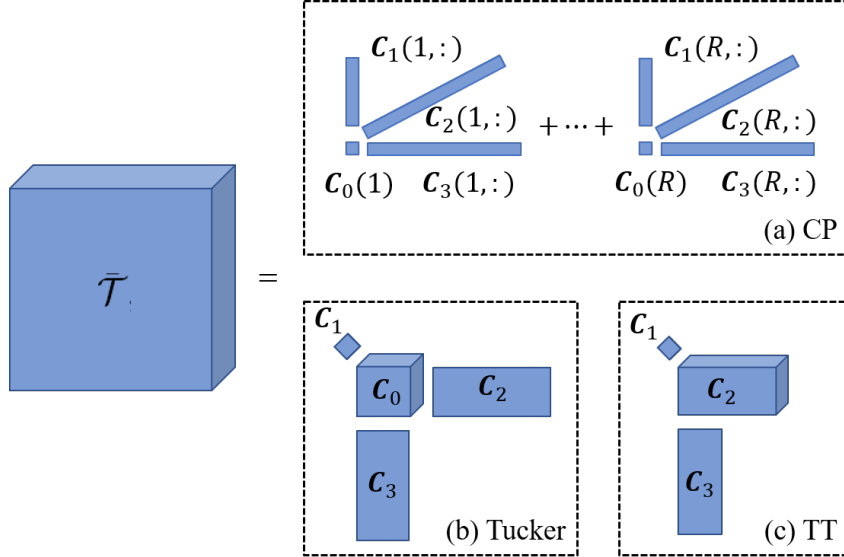 C₁(1,:)
C₂(1,:)
C₀(1) C₃(1,:)
+ ⋯ +
C₁(R,:)
C₂(R,:)
C₀(R) C₃(R,:)
(a) CP
𝒯̄
=
C₁
C₀
C₂
C₃
(b) Tucker
C₁
C₂
C₃
(c) TT